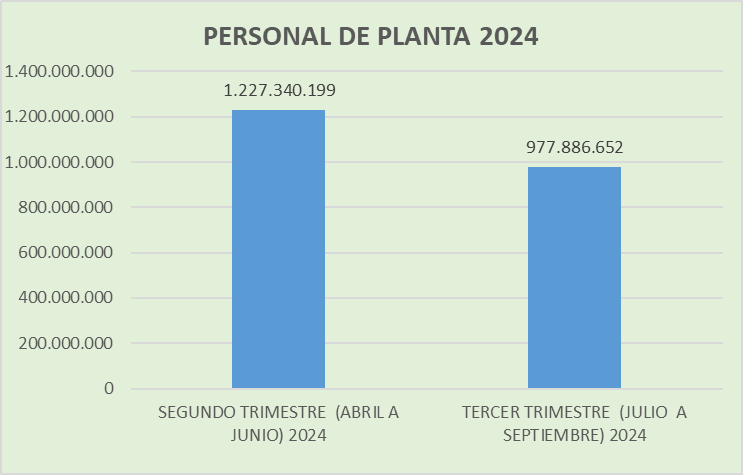 PERSONAL DE PLANTA 2024
1.400.000.000
1.227.340.199
1.200.000.000
977.886.652
1.000.000.000
800.000.000
600.000.000
400.000.000
200.000.000
0
SEGUNDO TRIMESTRE (ABRIL A
JUNIO) 2024
TERCER TRIMESTRE (JULIO A
SEPTIEMBRE) 2024